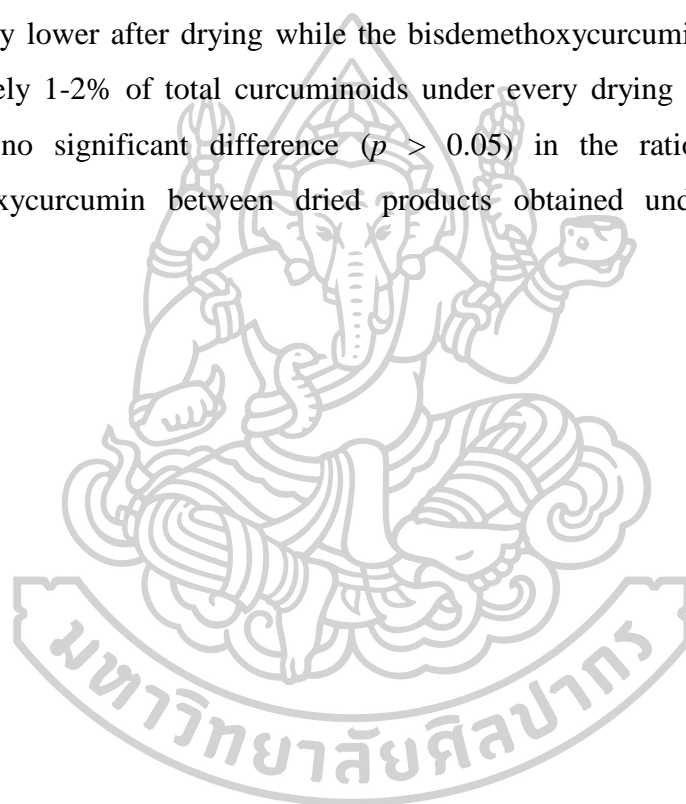 y lower after drying while the bisdemethoxycurcumi
ely 1-2% of total curcuminoids under every drying
no significant difference (p > 0.05) in the ratio
xycurcumin between dried products obtained und
มหาวิทยาลัยศิลปากร